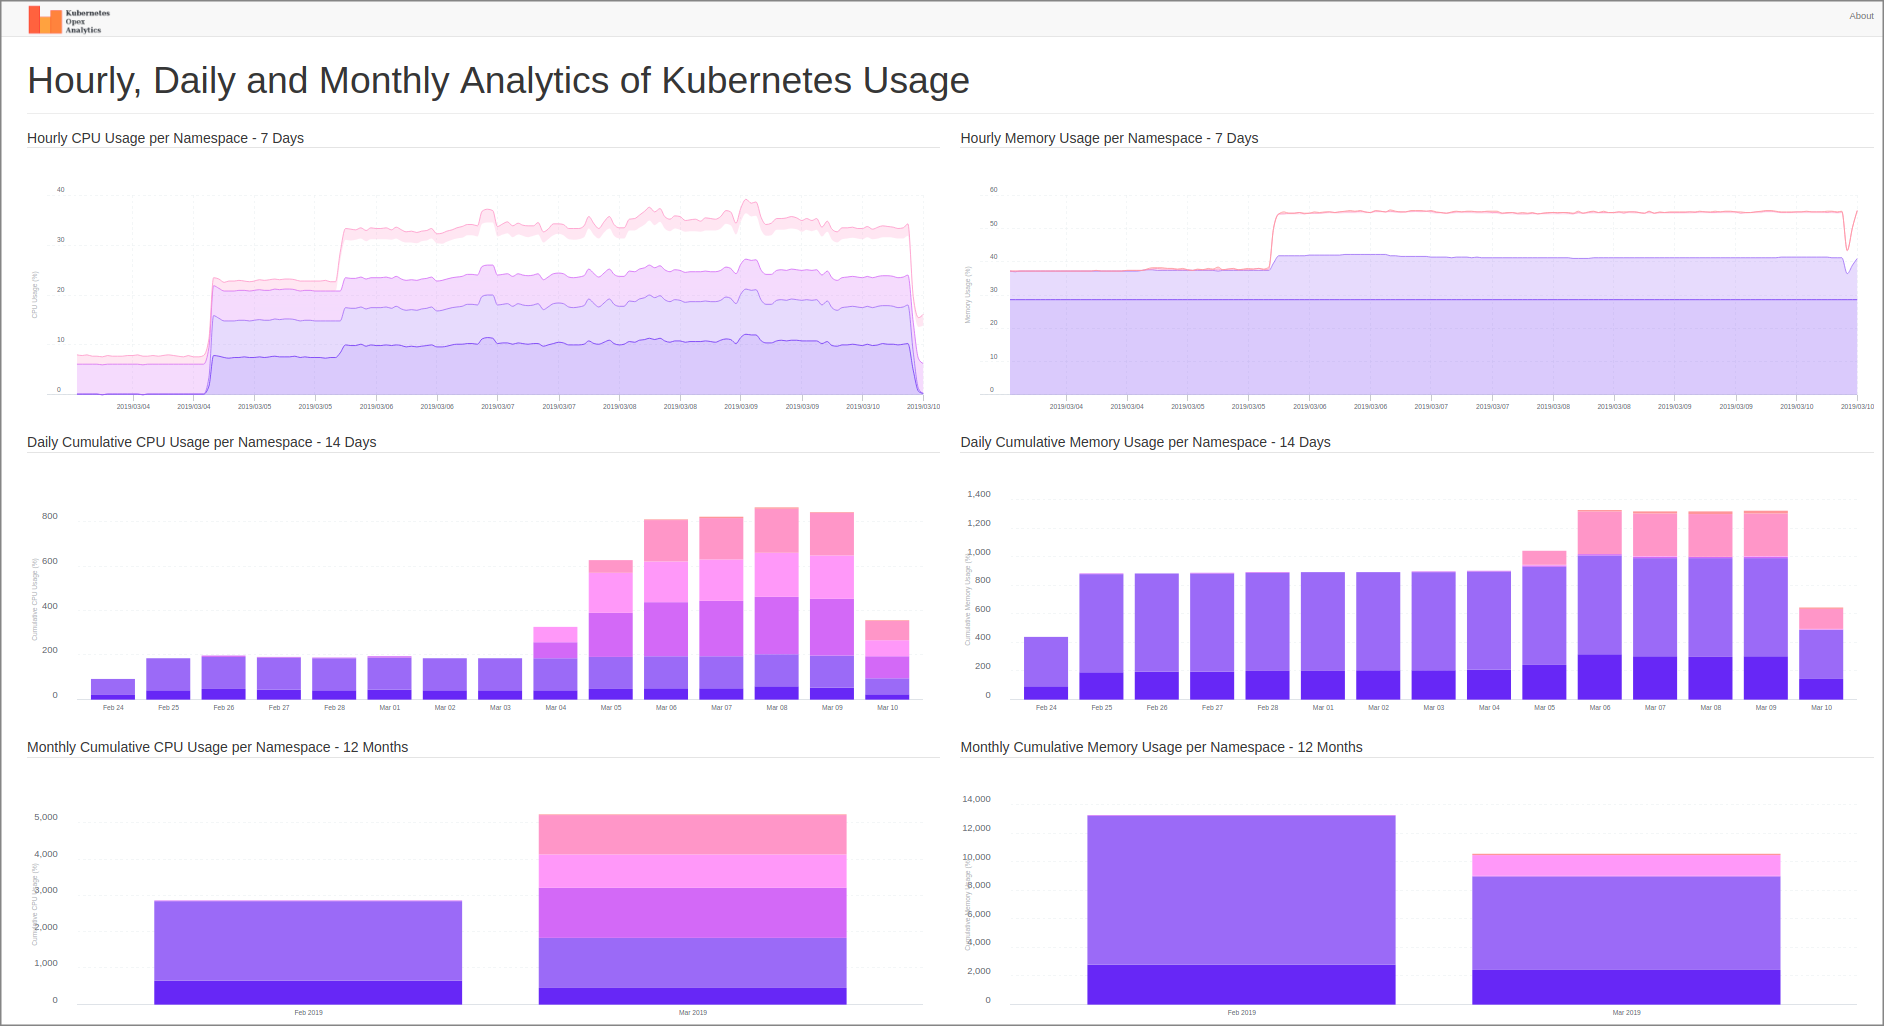 Kubernetes
Opex
Analytics
About
Hourly, Daily and Monthly Analytics of Kubernetes Usage
Hourly CPU Usage per Namespace - 7 Days
40
30
20
10
0
CPU Usage (%)
2019/03/04 2019/03/04 2019/03/05 2019/03/05 2019/03/06 2019/03/06 2019/03/07 2019/03/07 2019/03/08 2019/03/08 2019/03/09 2019/03/09 2019/03/10 2019/03/10
Hourly Memory Usage per Namespace - 7 Days
60
50
40
30
20
10
0
Memory Usage (%)
2019/03/04 2019/03/04 2019/03/05 2019/03/05 2019/03/06 2019/03/06 2019/03/07 2019/03/07 2019/03/08 2019/03/08 2019/03/09 2019/03/09 2019/03/10 2019/03/10
Daily Cumulative CPU Usage per Namespace - 14 Days
800
600
400
200
0
Cumulative CPU Usage (%)
Feb 24 Feb 25 Feb 26 Feb 27 Feb 28 Mar 01 Mar 02 Mar 03 Mar 04 Mar 05 Mar 06 Mar 07 Mar 08 Mar 09 Mar 10
Daily Cumulative Memory Usage per Namespace - 14 Days
1,400
1,200
1,000
800
600
400
200
0
Cumulative Memory Usage (%)
Feb 24 Feb 25 Feb 26 Feb 27 Feb 28 Mar 01 Mar 02 Mar 03 Mar 04 Mar 05 Mar 06 Mar 07 Mar 08 Mar 09 Mar 10
Monthly Cumulative CPU Usage per Namespace - 12 Months
5,000
4,000
3,000
2,000
1,000
0
Cumulative CPU Usage (%)
Feb 2019 Mar 2019
Monthly Cumulative Memory Usage per Namespace - 12 Months
14,000
12,000
10,000
8,000
6,000
4,000
2,000
0
Cumulative Memory Usage (%)
Feb 2019 Mar 2019